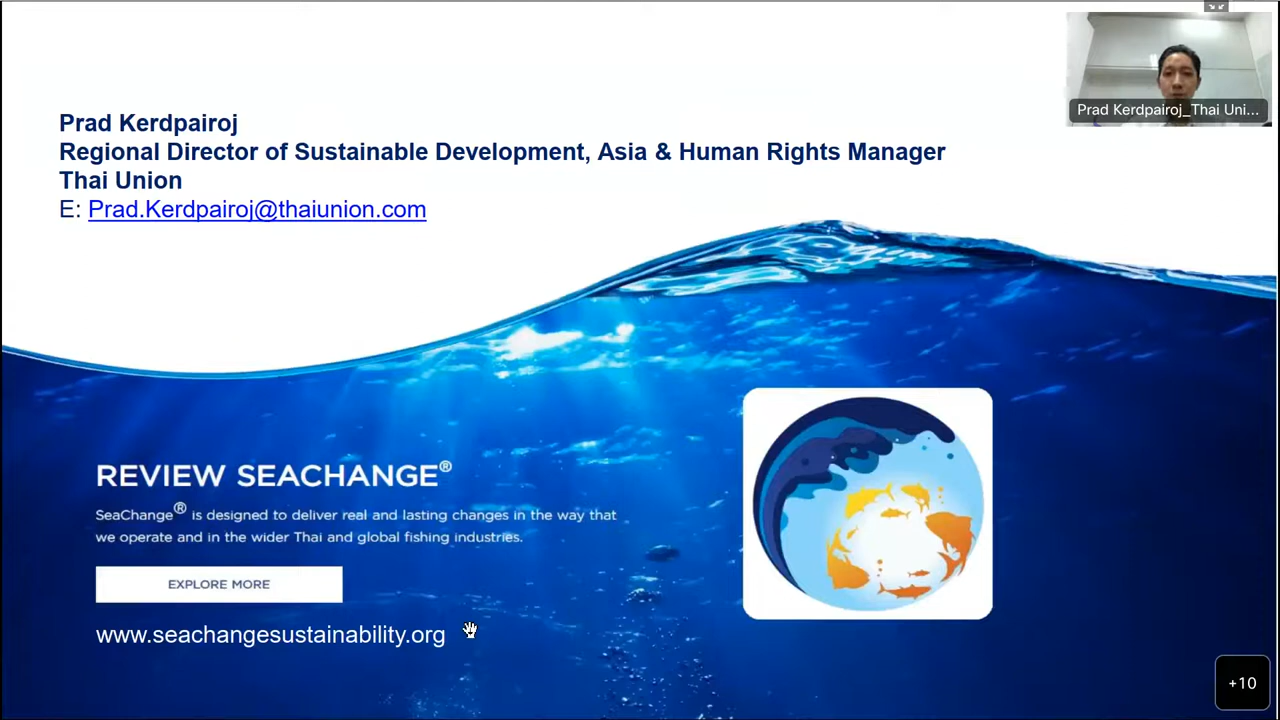 Prad Kerdpairoj
Regional Director of Sustainable Development, Asia & Human Rights Manager
Thai Union
E: Prad.Kerdpairoj@thaiunion.com
Prad Kerdpairoj_Thai Uni...
REVIEW SEACHANGE®
SeaChange® is designed to deliver real and lasting changes in the way that
we operate and in the wider Thai and global fishing industries.
EXPLORE MORE
www.seachangesustainability.org
+10